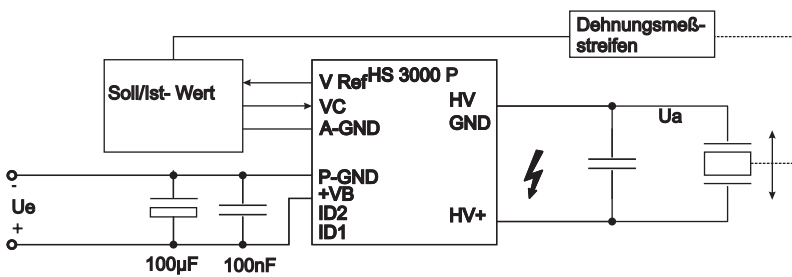 Dehnungsmeß-
streifen
Soll/Ist- Wert
V Ref
HS 3000 P
VC
A-GND
HV
GND
Ua
P-GND
+VB
ID2
ID1
HV+
-
Ue
+
100µF
100nF